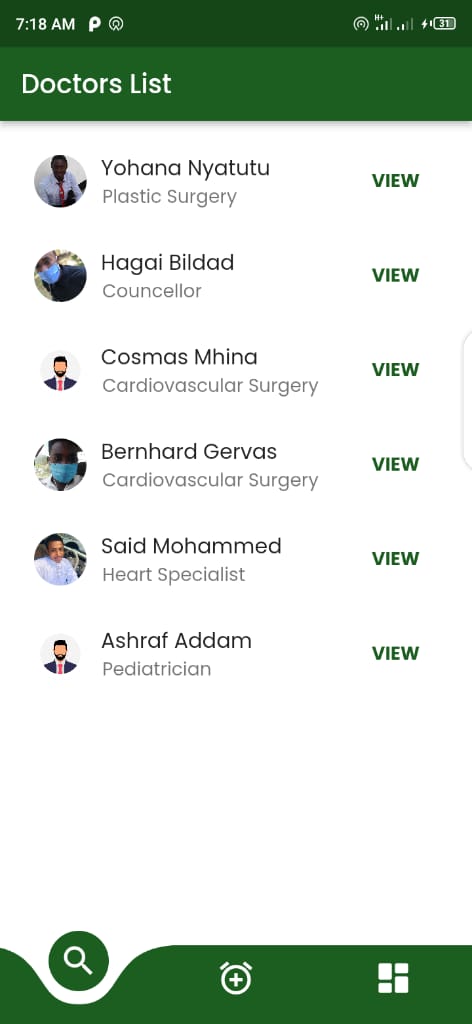 7:18 AM
H+
31
Doctors List
Yohana Nyatutu
Plastic Surgery
VIEW
Hagai Bildad
Councellor
VIEW
Cosmas Mhina
Cardiovascular Surgery
VIEW
Bernhard Gervas
Cardiovascular Surgery
VIEW
Said Mohammed
Heart Specialist
VIEW
Ashraf Addam
Pediatrician
VIEW